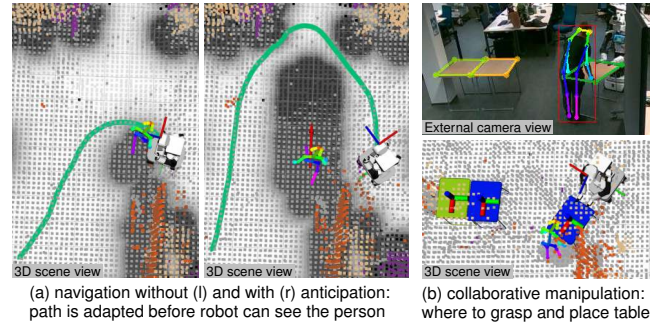 3D scene view
3D scene view
External camera view
3D scene view
(a) navigation without (l) and with (r) anticipation:
path is adapted before robot can see the person
(b) collaborative manipulation:
where to grasp and place table